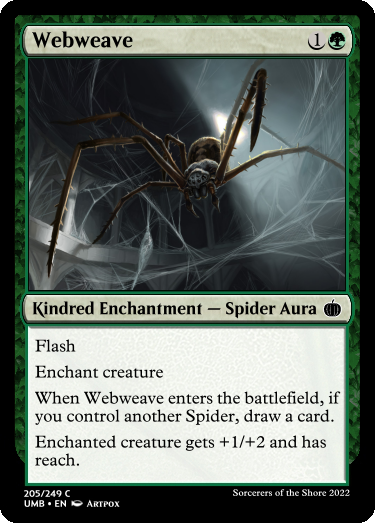 Webweave 1
Kindred Enchantment — Spider Aura
Flash
Enchant creature
When Webweave enters the battlefield, if
you control another Spider, draw a card.
Enchanted creature gets +1/+2 and has
reach.
205/249 C
Sorcerers of the Shore 2022
UMB • EN Artpox